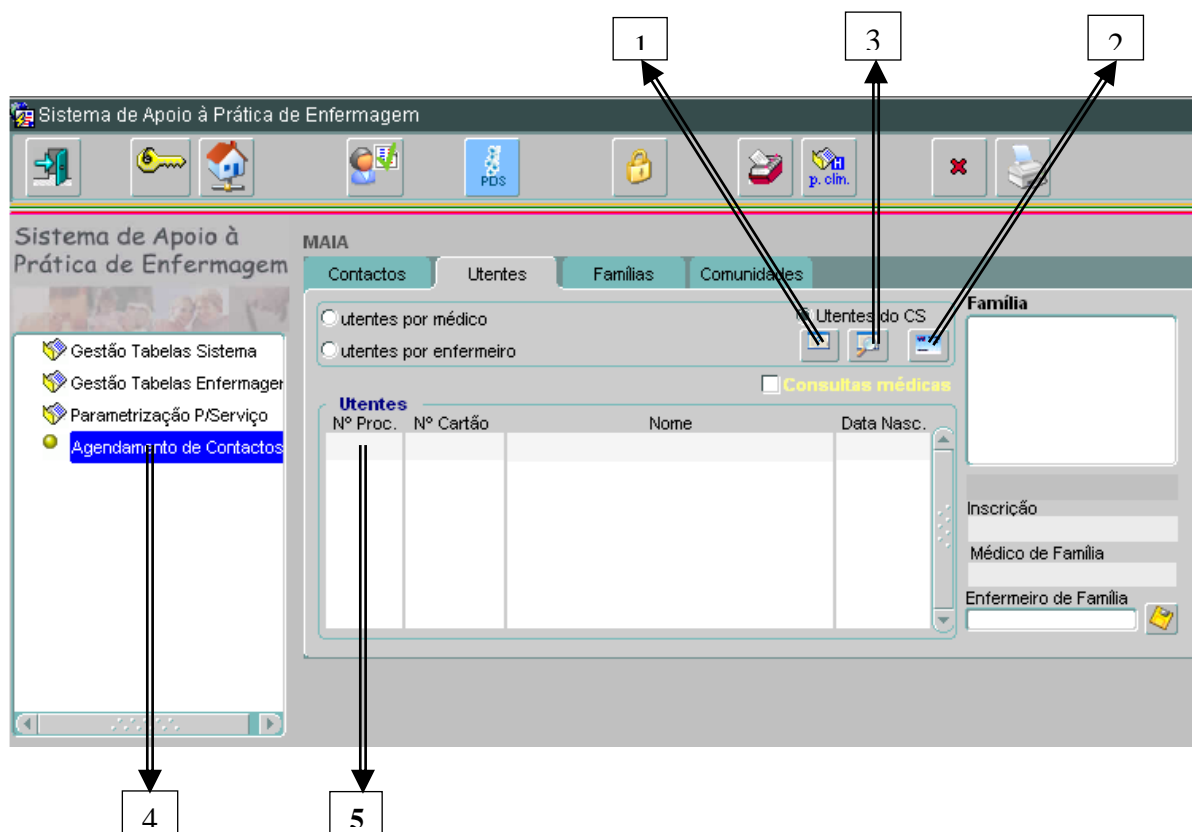 1
3
2
Sistema de Apoio à Prática de Enfermagem
PDS
p. clin.
Sistema de Apoio à
Prática de Enfermagem
Gestão Tabelas Sistema
Gestão Tabelas Enfermager
Parametrização P/Serviço
Agendamento de Contactos
MAIA
Contactos Utentes Famílias Comunidades
utentes por médico
Utentes do CS
utentes por enfermeiro
Consultas médicas
Utentes
Nº Proc. Nº Cartão Nome Data Nasc.
Família
Inscrição
Médico de Família
Enfermeiro de Família
4
5